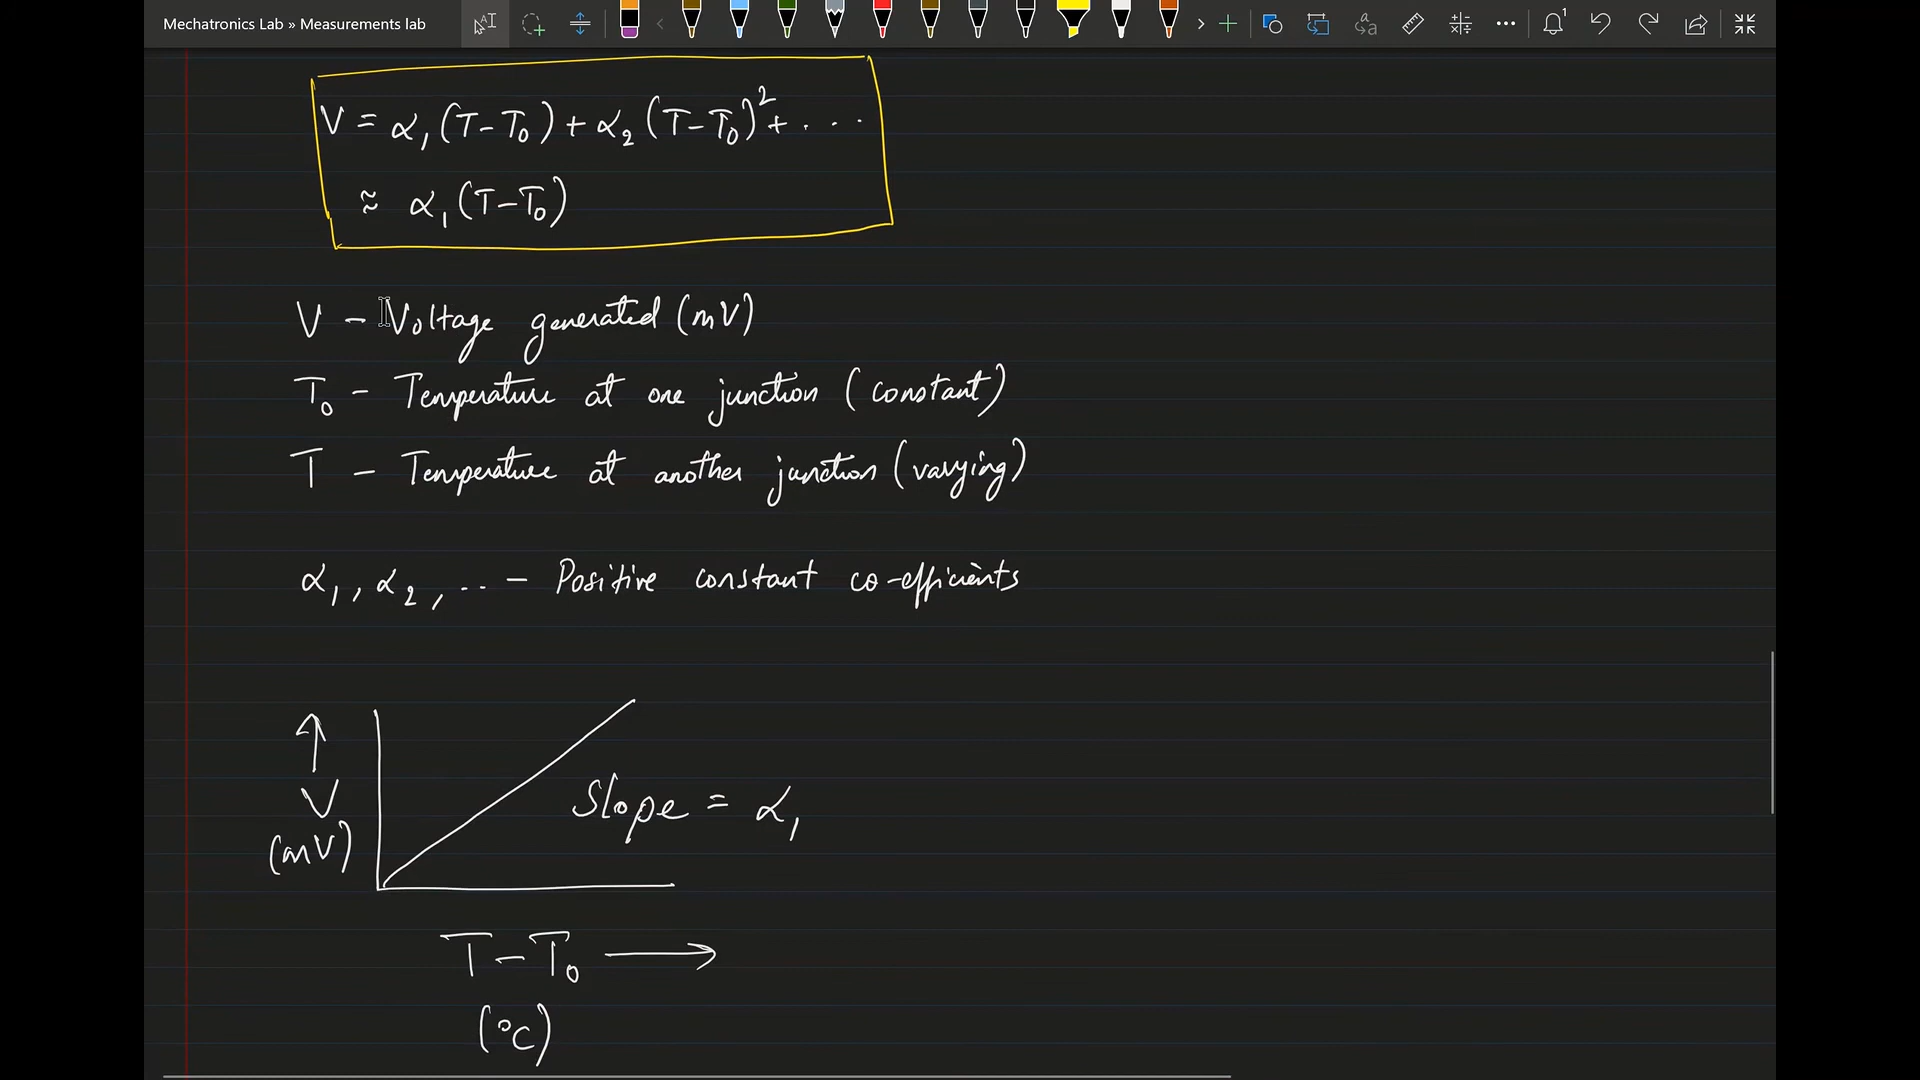 Mechatronics Lab » Measurements lab
V = α₁(T-T₀) + α₂(T-T₀)² + ....
≈ α₁(T-T₀)
V - Voltage generated (mV)
T₀ - Temperature at one junction (constant)
T - Temperature at another junction (varying)
α₁, α₂, .. - Positive constant co-efficients
↑
V
(mV)
Slope = α₁
T-T₀ →
(°C)